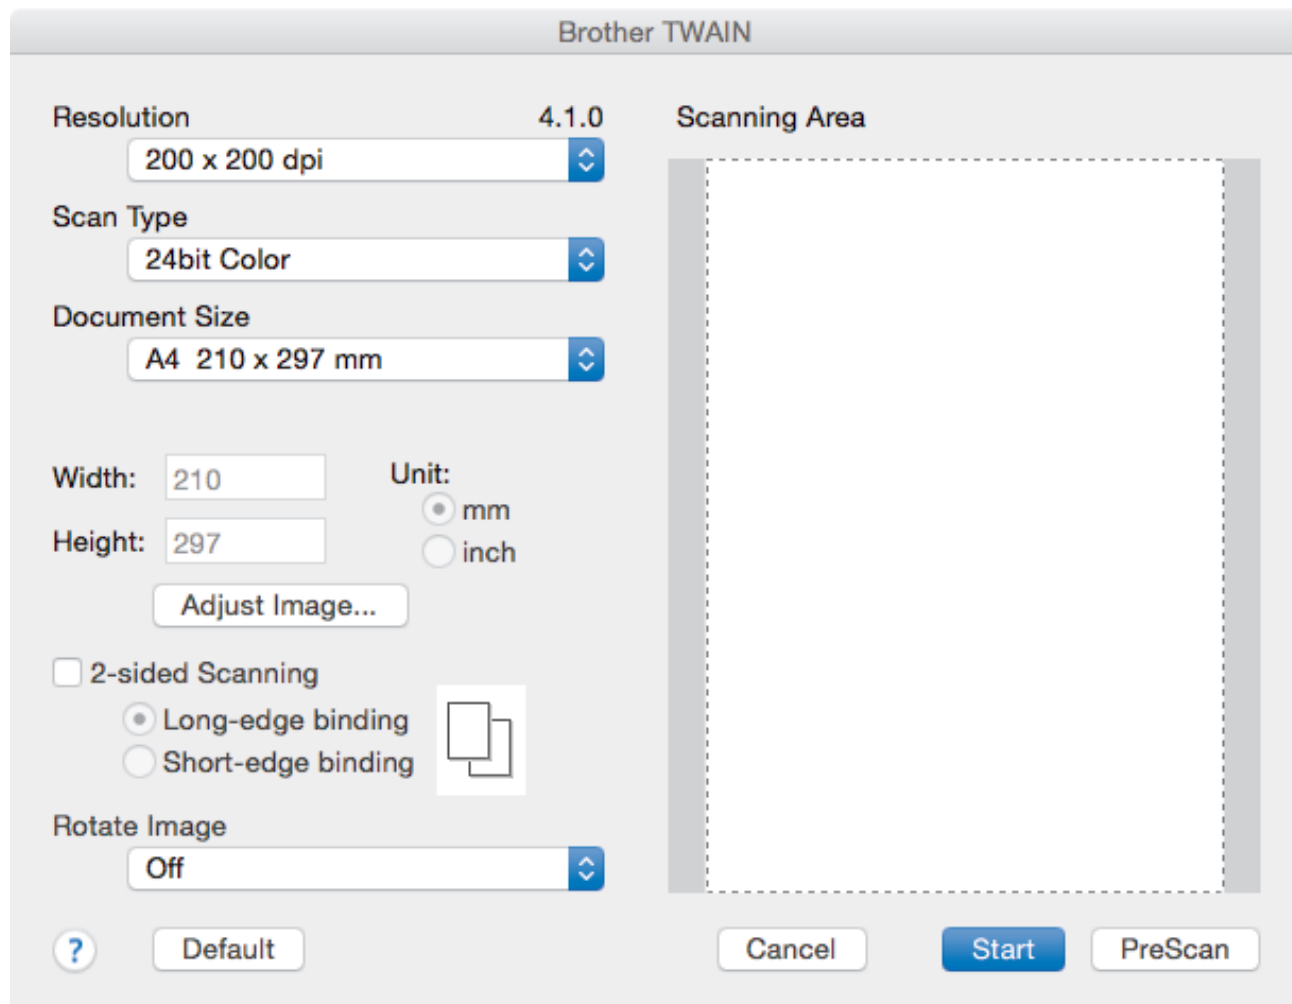 Brother TWAIN
Resolution 4.1.0
200 x 200 dpi
Scan Type
24bit Color
Document Size
A4 210 x 297 mm
Width: 210
Height: 297
Unit:
mm
inch
Adjust Image...
2-sided Scanning
Long-edge binding
Short-edge binding
Rotate Image
Off
? Default
Scanning Area
Cancel Start PreScan